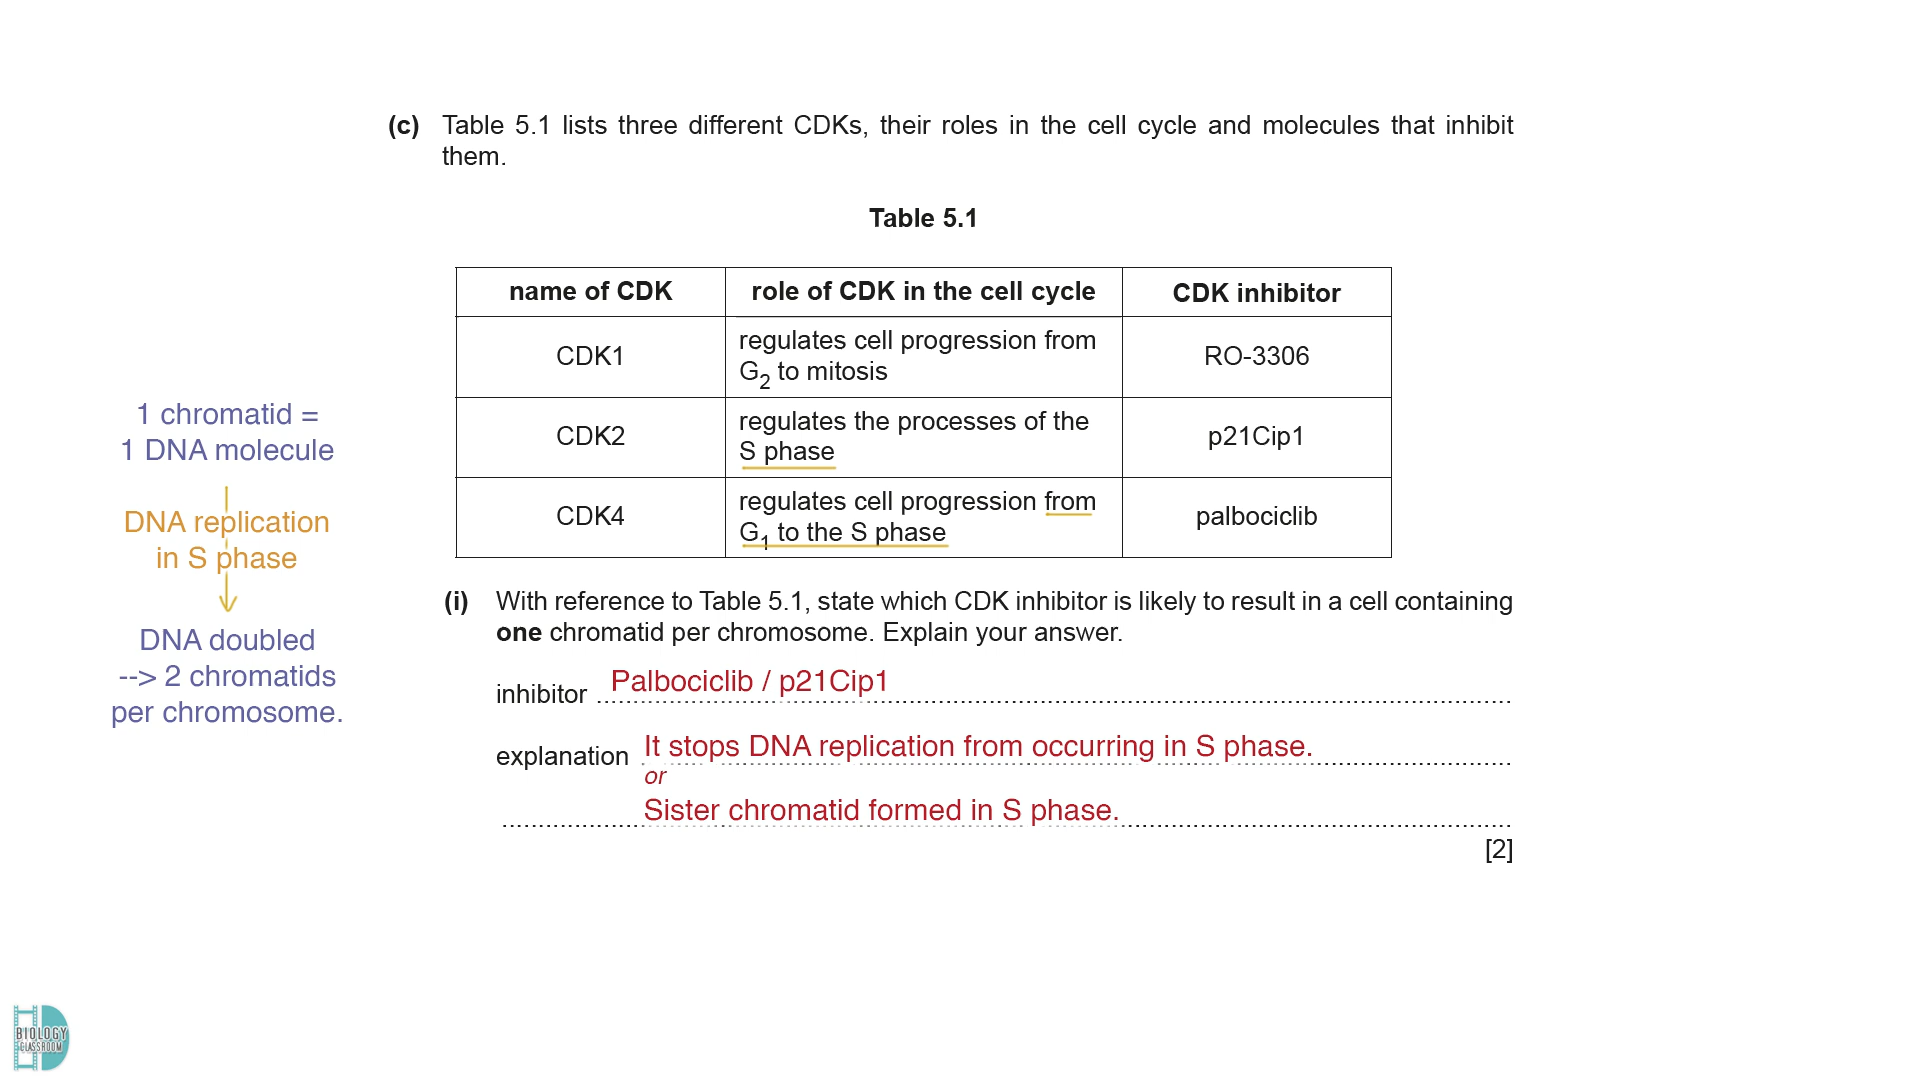 (c) Table 5.1 lists three different CDKs, their roles in the cell cycle and molecules that inhibit
them.
Table 5.1
name of CDK role of CDK in the cell cycle CDK inhibitor
CDK1 regulates cell progression from RO-3306
G2 to mitosis
CDK2 regulates the processes of the p21Cip1
S phase
CDK4 regulates cell progression from palbociclib
G1 to the S phase
1 chromatid =
1 DNA molecule
DNA replication
in S phase
DNA doubled
--> 2 chromatids
per chromosome.
(i) With reference to Table 5.1, state which CDK inhibitor is likely to result in a cell containing
one chromatid per chromosome. Explain your answer.
inhibitor Palbociclib / p21Cip1
explanation It stops DNA replication from occurring in S phase.
or
Sister chromatid formed in S phase.
[2]
BIOLOGY
CLASSROOM